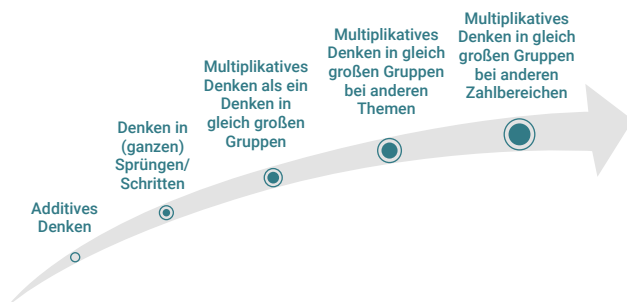 Additives
Denken
Denken in
(ganzen)
Sprüngen/
Schritten
Multiplikatives
Denken als ein
Denken in
gleich großen
Gruppen
Multiplikatives
Denken in gleich
großen Gruppen
bei anderen
Themen
Multiplikatives
Denken in gleich
großen Gruppen
bei anderen
Zahlbereichen